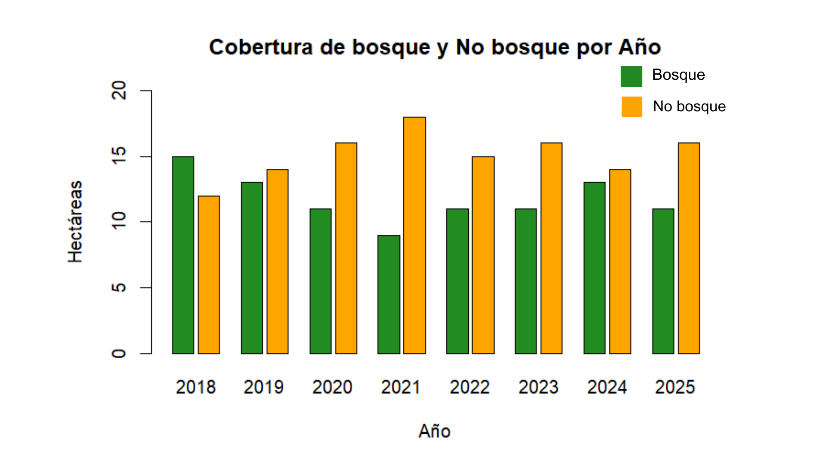 Cobertura de bosque y No bosque por Año
Bosque
No bosque
20
15
10
5
0
Hectáreas
2018 2019 2020 2021 2022 2023 2024 2025
Año